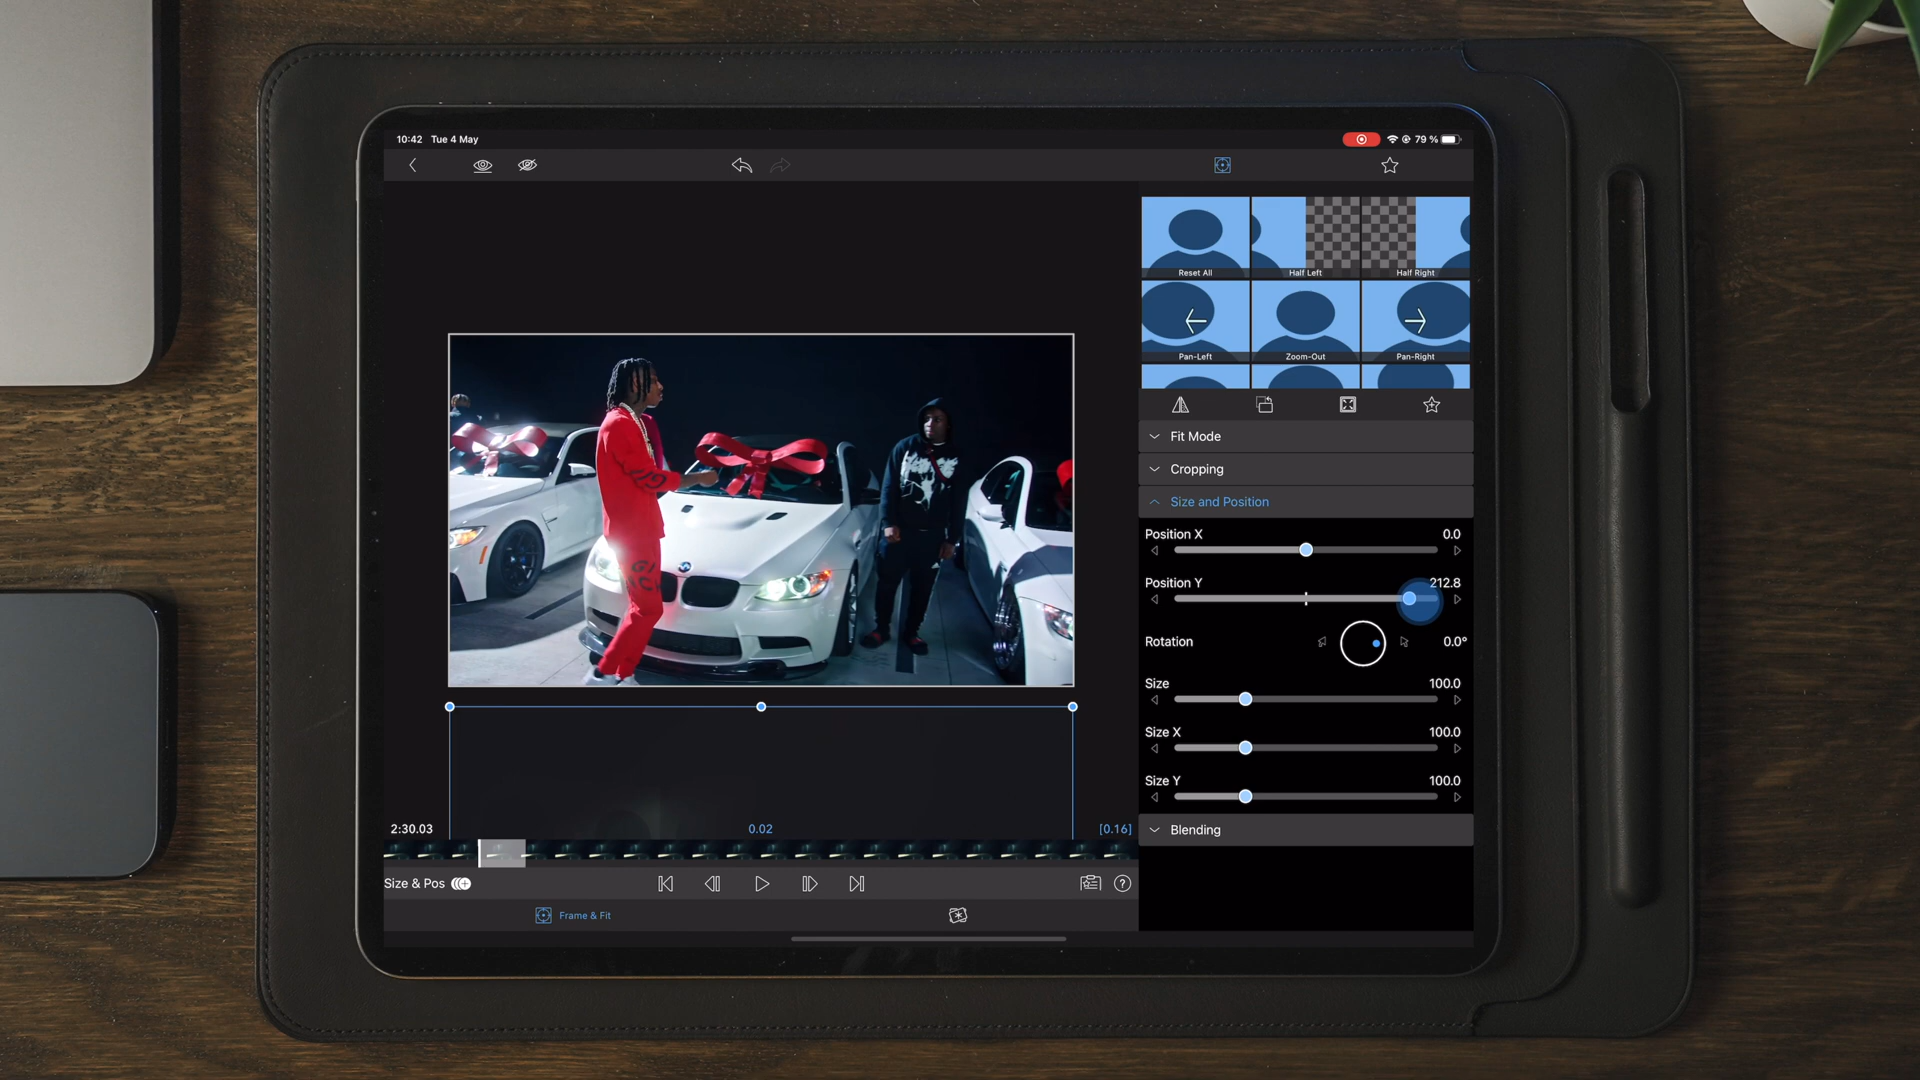 10:42 Tue 4 May
79 %
Reset All
Half Left
Half Right
Pan-Left
Zoom-Out
Pan-Right
Fit Mode
Cropping
Size and Position
Position X 0.0
Position Y 212.8
Rotation 0.0°
Size 100.0
Size X 100.0
Size Y 100.0
Blending
2:30.03 0.02 [0.16]
Size & Pos
Frame & Fit